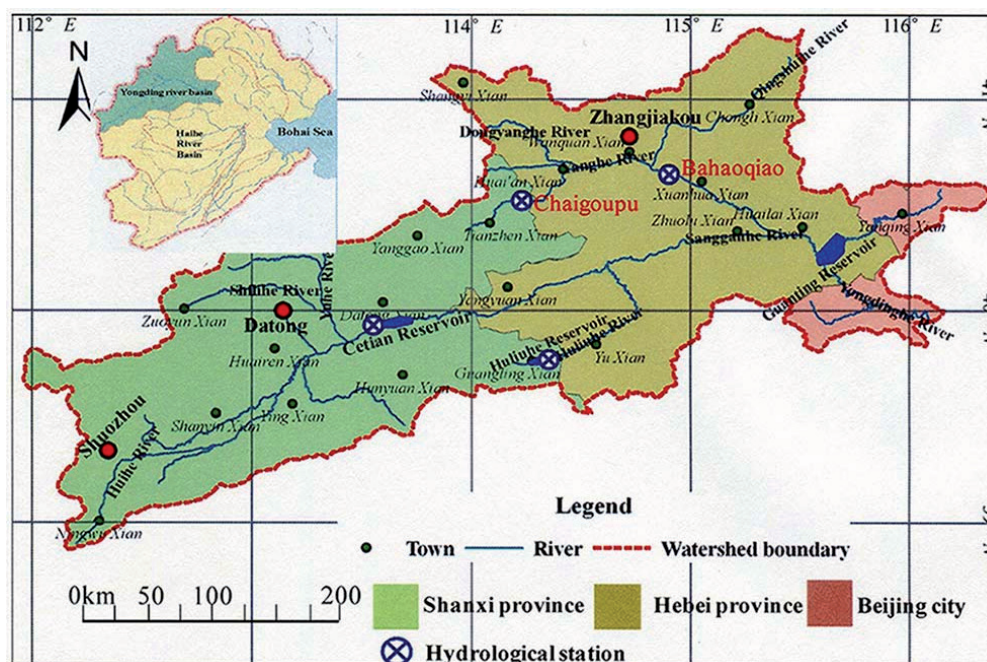 112° E
114° E
115° E
116° E
N
Yongding river basin
Haihe
River
Basin
Bohai Sea
Shangyi Xian
Qingshuihe River
Chongli Xian
Zhangjiakou
Dongyanghe River
Wanquan Xian
Yanghe River
Bahaoqiao
Huai'an Xian
Xuanhua Xian
Chaigoupu
Zhuolu Xian
Huailai Xian
Tianzhen Xian
Yanqing Xian
Yanggao Xian
Sangganhe River
Guanting Reservoir
Yongdinghe River
Shilihe River
Yuhe River
Yangyuan Xian
Zuoyun Xian
Datong
Cetian Reservoir
Huliuhe Reservoir
Huliuhe River
Huanren Xian
Yu Xian
Guangling Xian
Hunyuan Xian
Shanyin Xian
Ying Xian
Shuozhou
Huihe River
Ningwu Xian
Legend
Town
River
Watershed boundary
0km 50 100 200
Shanxi province
Hebei province
Beijing city
Hydrological station